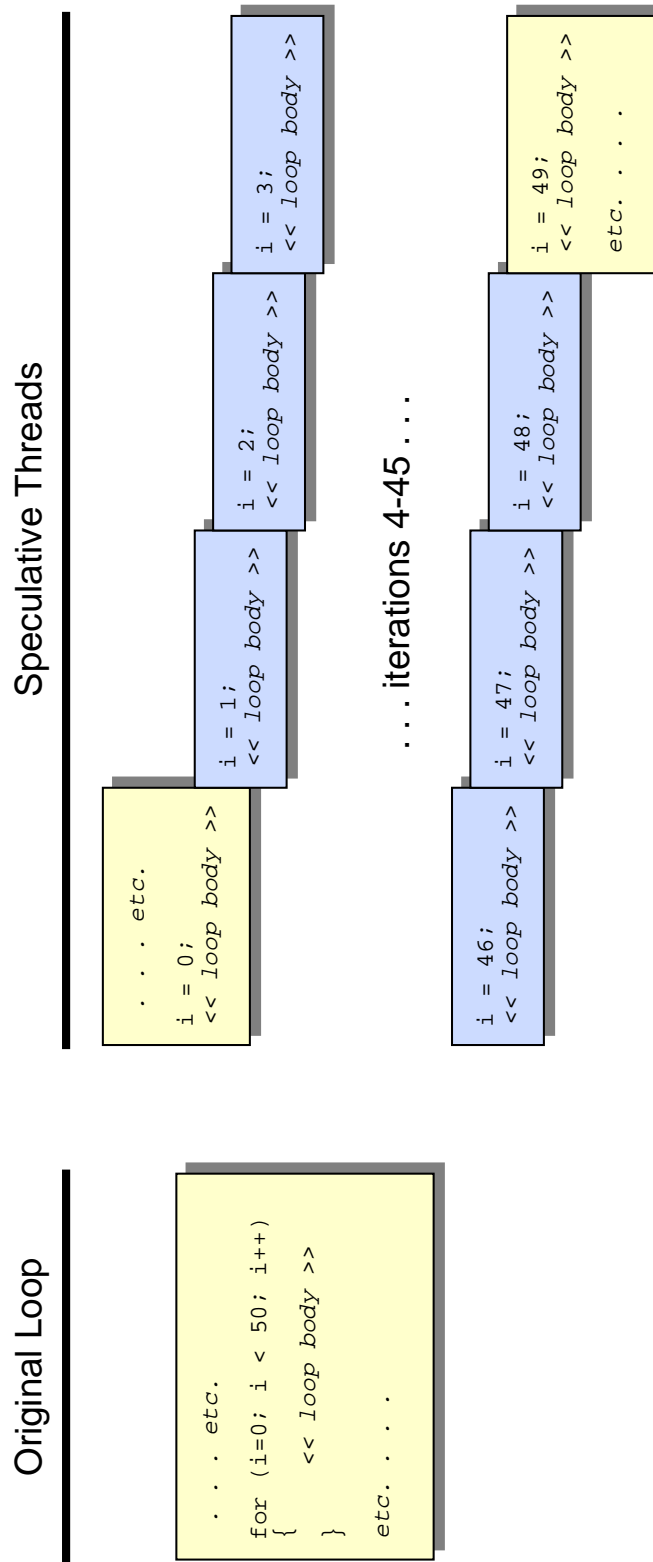 Original Loop
. . . etc.
for (i=0; i < 50; i++)
{
<< loop body >>
}
etc. . . .
Speculative Threads
. . . etc.
i = 0;
<< loop body >>
i = 1;
<< loop body >>
i = 2;
<< loop body >>
i = 3;
<< loop body >>
. . . iterations 4-45 . . .
i = 46;
<< loop body >>
i = 47;
<< loop body >>
i = 48;
<< loop body >>
i = 49;
<< loop body >>
etc. . . .